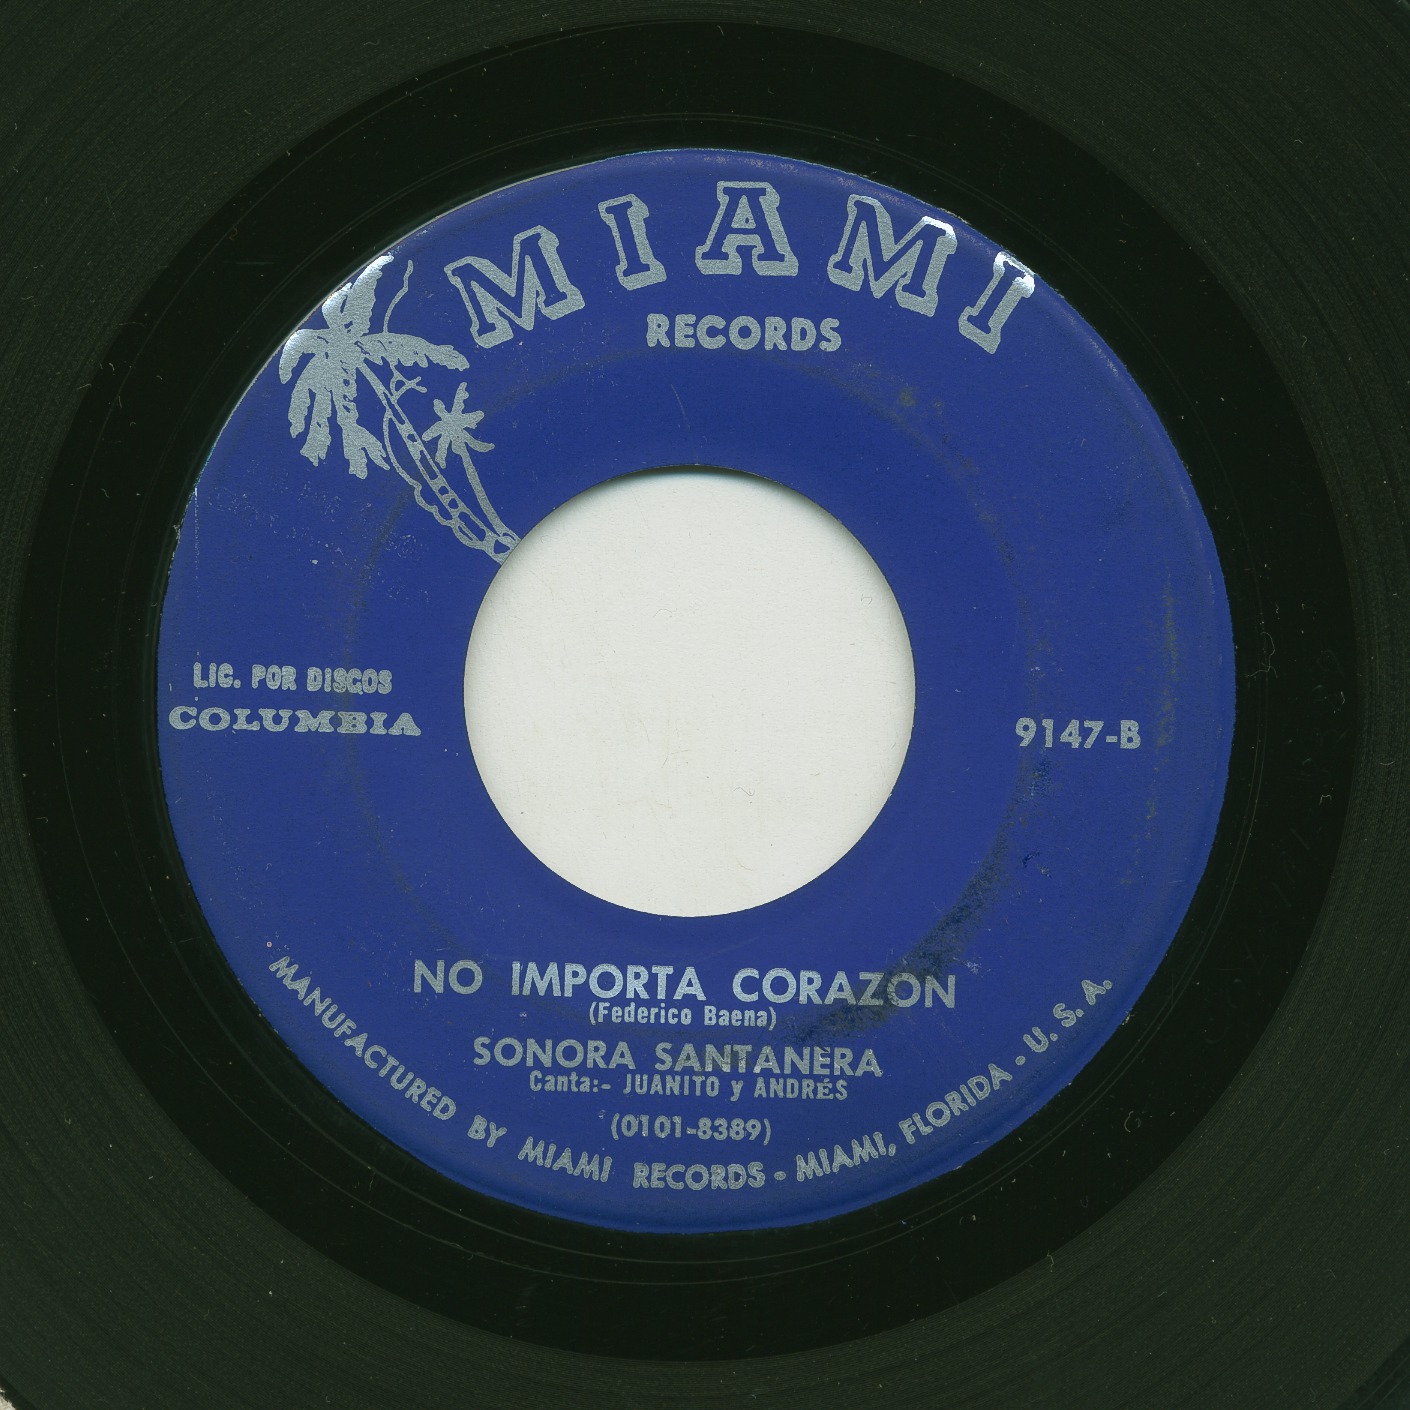 MIAMI
RECORDS
LIC. POR DISCOS
COLUMBIA
9147-B
NO IMPORTA CORAZON
(Federico Baena)
SONORA SANTANERA
Canta:- JUANITO y ANDRÉS
(0101-8389)
MANUFACTURED BY MIAMI RECORDS - MIAMI, FLORIDA - U. S. A.